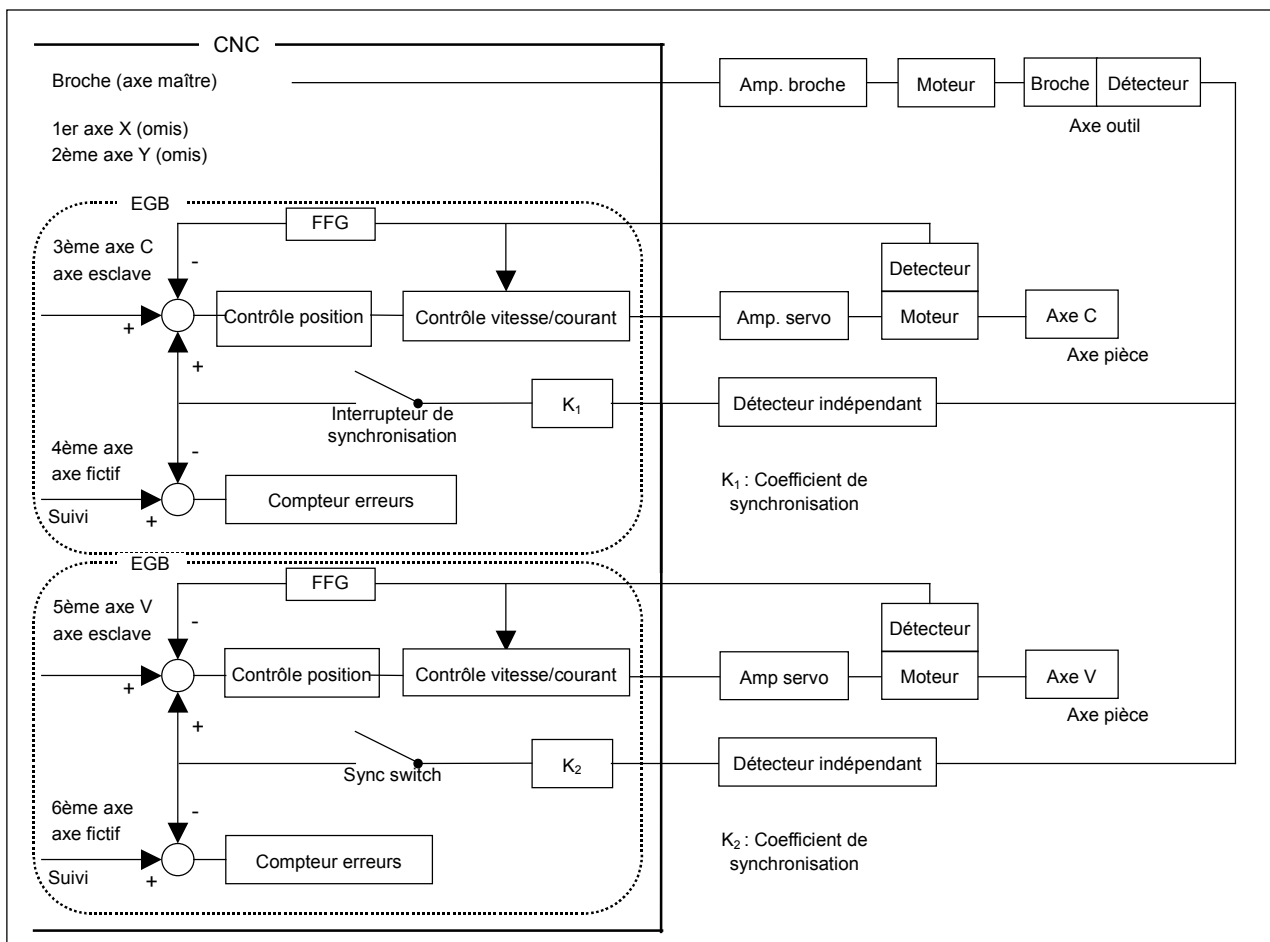 CNC
Broche (axe maître)
Amp. broche
Moteur
Broche
Détecteur
Axe outil
1er axe X (omis)
2ème axe Y (omis)
EGB
FFG
3ème axe C
axe esclave
-
+
+
Contrôle position
Contrôle vitesse/courant
Amp. servo
Detecteur
Moteur
Axe C
Axe pièce
Interrupteur de
synchronisation
K1
Détecteur indépendant
4ème axe
axe fictif
-
Suivi
+
Compteur erreurs
K1 : Coefficient de
synchronisation
EGB
FFG
5ème axe V
axe esclave
-
+
+
Contrôle position
Contrôle vitesse/courant
Amp servo
Détecteur
Moteur
Axe V
Axe pièce
Sync switch
K2
Détecteur indépendant
6ème axe
axe fictif
-
Suivi
+
Compteur erreurs
K2 : Coefficient de
synchronisation